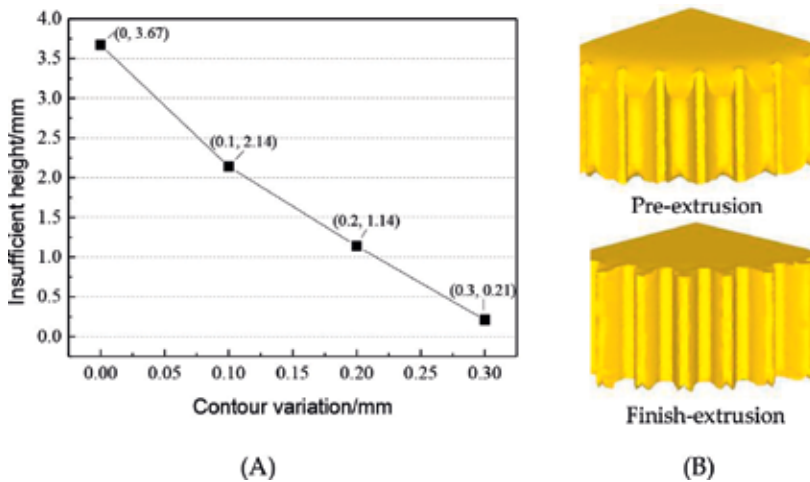 4.0
3.5
3.0
2.5
2.0
1.5
1.0
0.5
0.0
Insufficient height/mm
(0, 3.67)
(0.1, 2.14)
(0.2, 1.14)
(0.3, 0.21)
0.00 0.05 0.10 0.15 0.20 0.25 0.30
Contour variation/mm
(A)
Pre-extrusion
Finish-extrusion
(B)